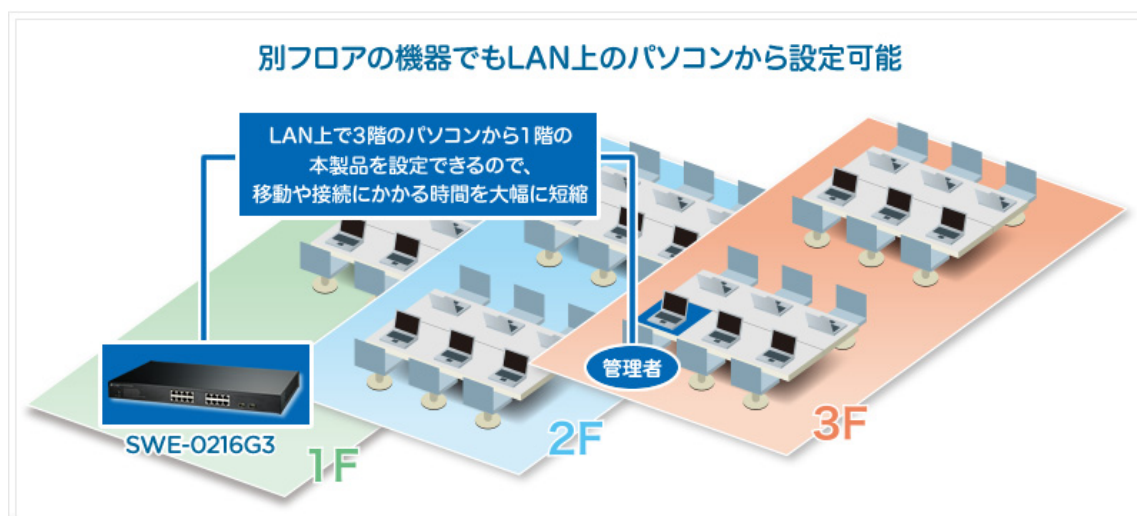 別フロアの機器でもLAN上のパソコンから設定可能
LAN上で3階のパソコンから1階の
本製品を設定できるので、
移動や接続にかかる時間を大幅に短縮
管理者
SWE-0216G3
1F
2F
3F